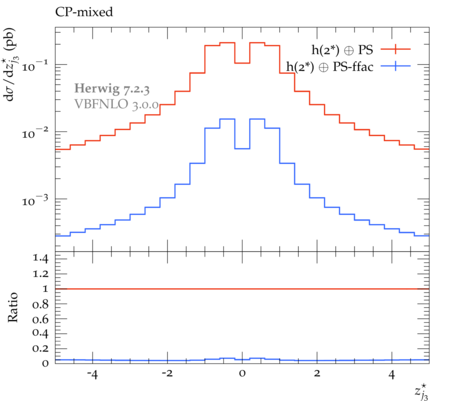 CP-mixed
dσ/dz*j3 (pb)
h(2*) ⊕ PS
h(2*) ⊕ PS-ffac
Herwig 7.2.3
VBFNLO 3.0.0
10−1
10−2
10−3
Ratio
1.4
1.2
1
0.8
0.6
0.4
0.2
0
-4 -2 0 2 4
z*j3